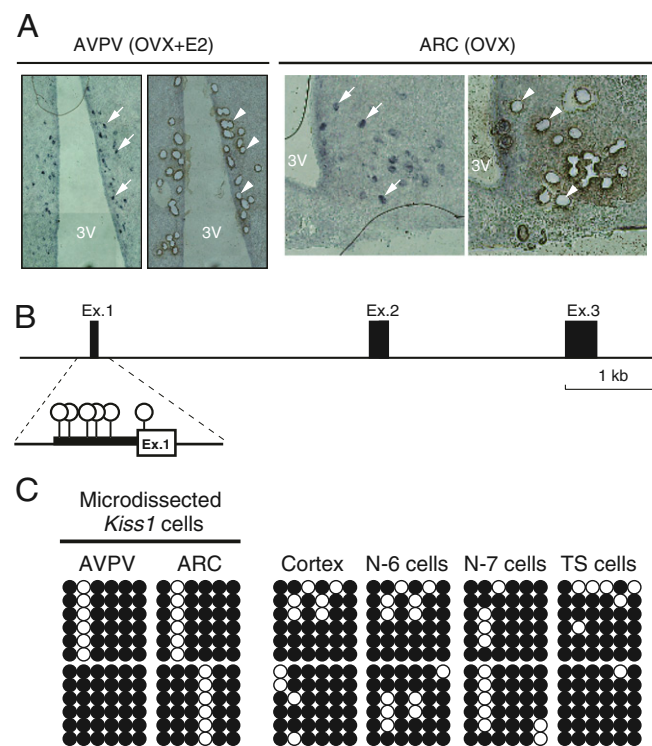 A
AVPV (OVX+E2)
ARC (OVX)
3V
3V
3V
3V
B
Ex.1
Ex.2
Ex.3
1 kb
Ex.1
C
Microdissected
Kiss1 cells
AVPV
ARC
Cortex
N-6 cells
N-7 cells
TS cells